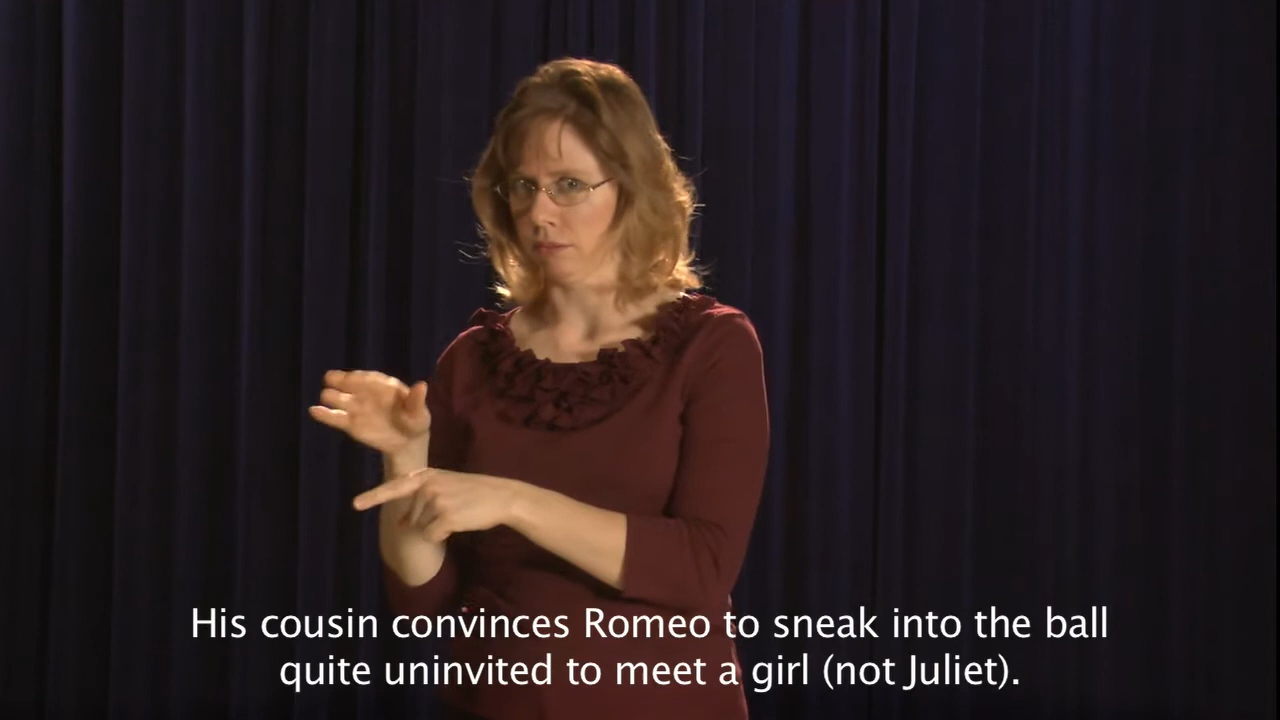 His cousin convinces Romeo to sneak into the ball
quite uninvited to meet a girl (not Juliet).